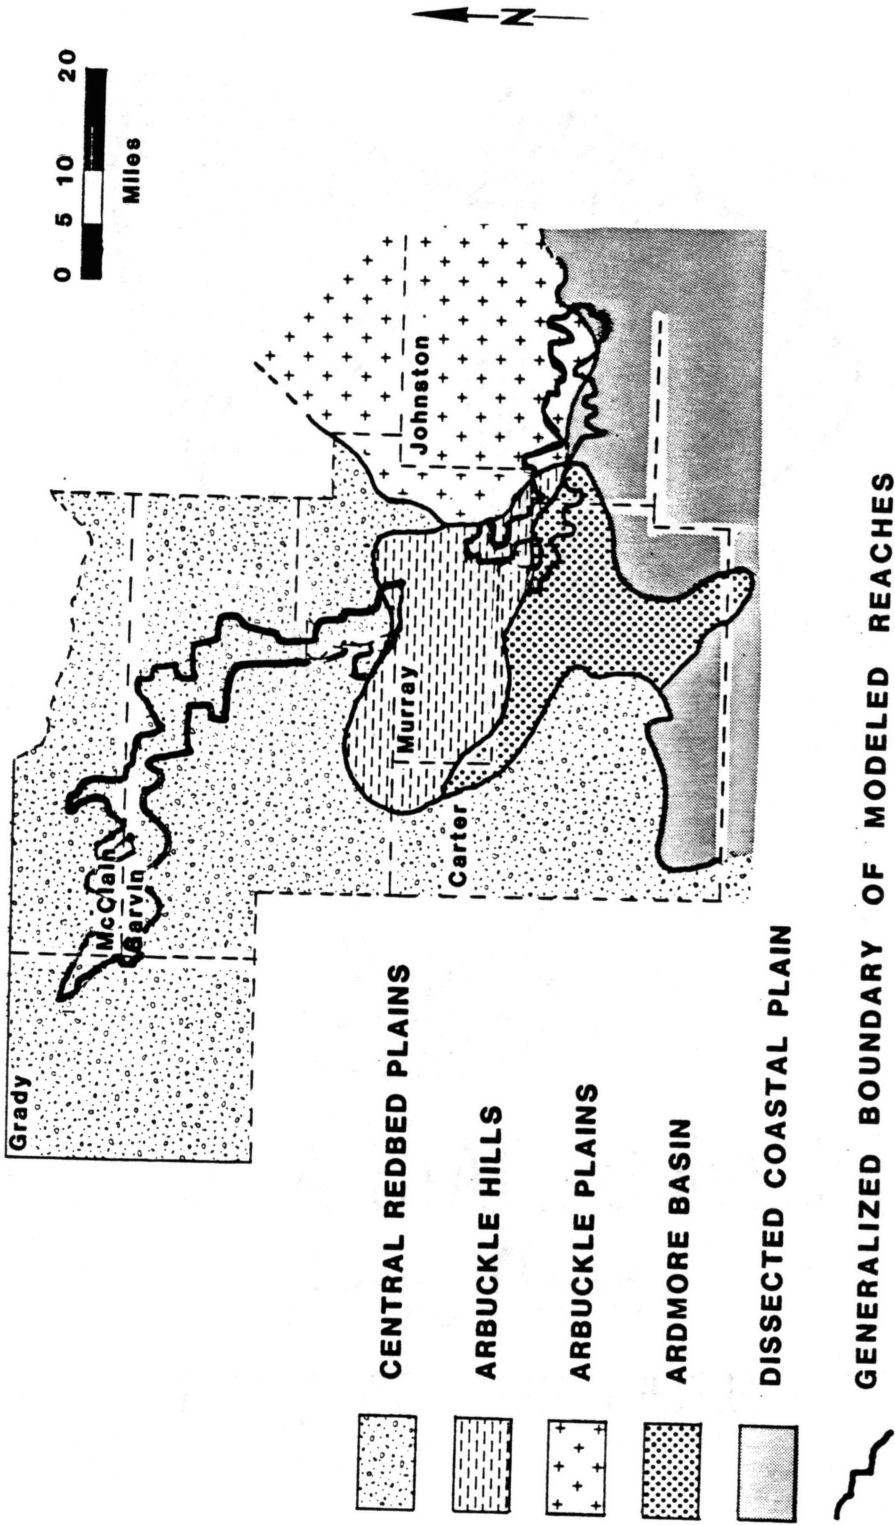 Grady
McClain
Garvin
Murray
Carter
Johnston
0 5 10 20
Miles
N
CENTRAL REDBED PLAINS
ARBUCKLE HILLS
ARBUCKLE PLAINS
ARDMORE BASIN
DISSECTED COASTAL PLAIN
GENERALIZED BOUNDARY OF MODELED REACHES